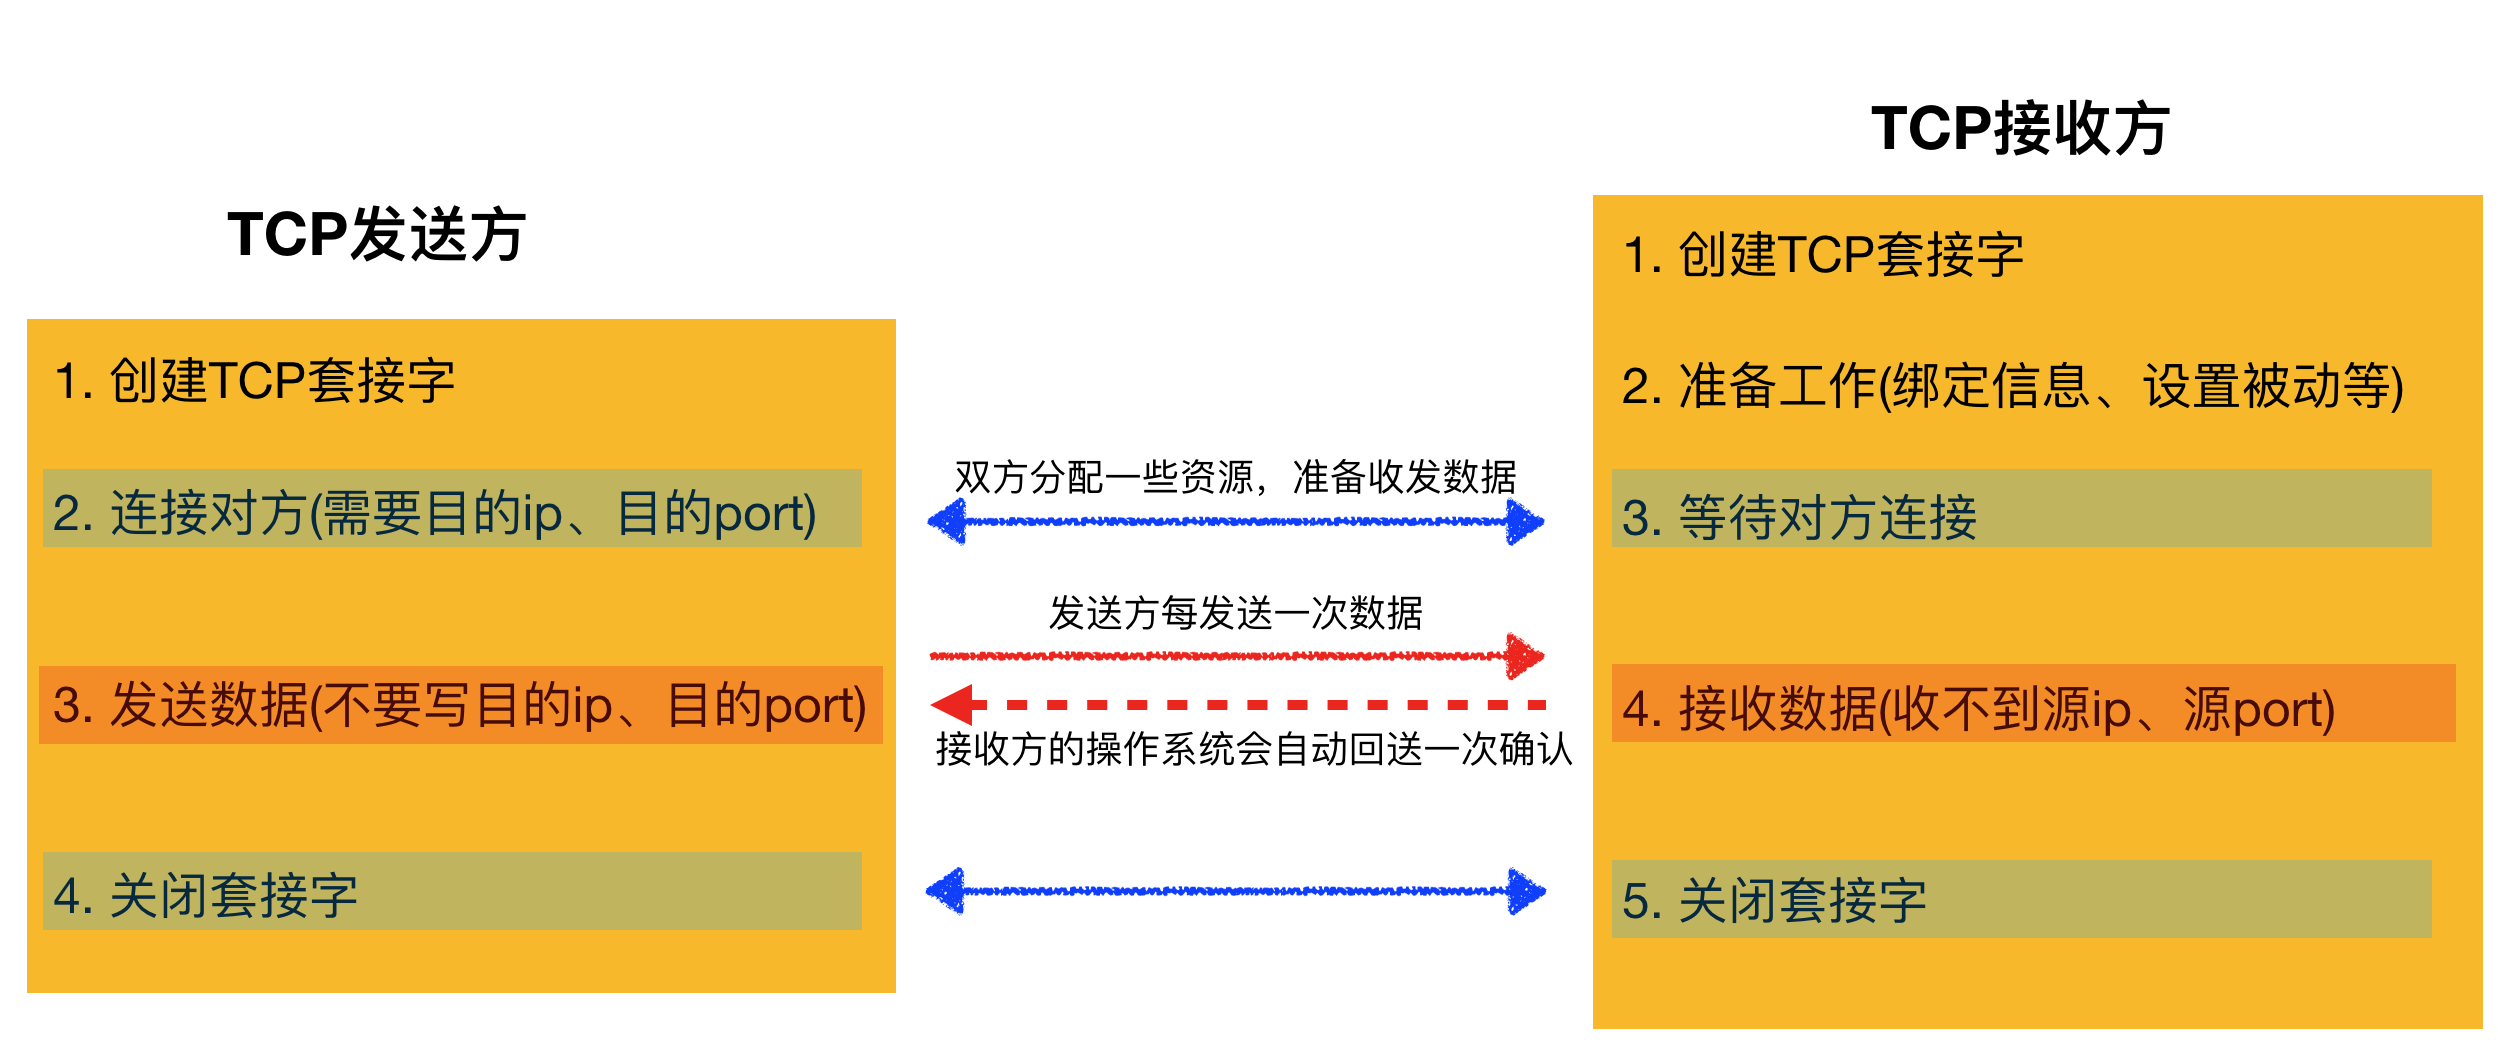 TCP发送方
1. 创建TCP套接字
2. 连接对方(需要目的ip、目的port)
3. 发送数据(不要写目的ip、目的port)
4. 关闭套接字
双方分配一些资源，准备收发数据
发送方每发送一次数据
接收方的操作系统会自动回送一次确认
TCP接收方
1. 创建TCP套接字
2. 准备工作(绑定信息、设置被动等)
3. 等待对方连接
4. 接收数据(收不到源ip、源port)
5. 关闭套接字